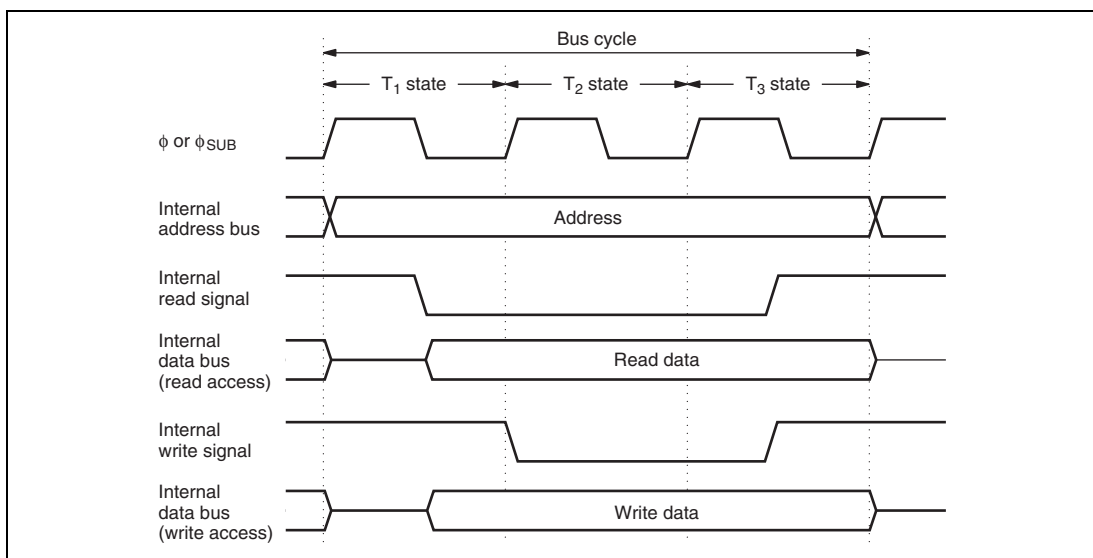 Bus cycle
T₁ state
T₂ state
T₃ state
ϕ or ϕSUB
Internal
address bus
Address
Internal
read signal
Internal
data bus
(read access)
Read data
Internal
write signal
Internal
data bus
(write access)
Write data